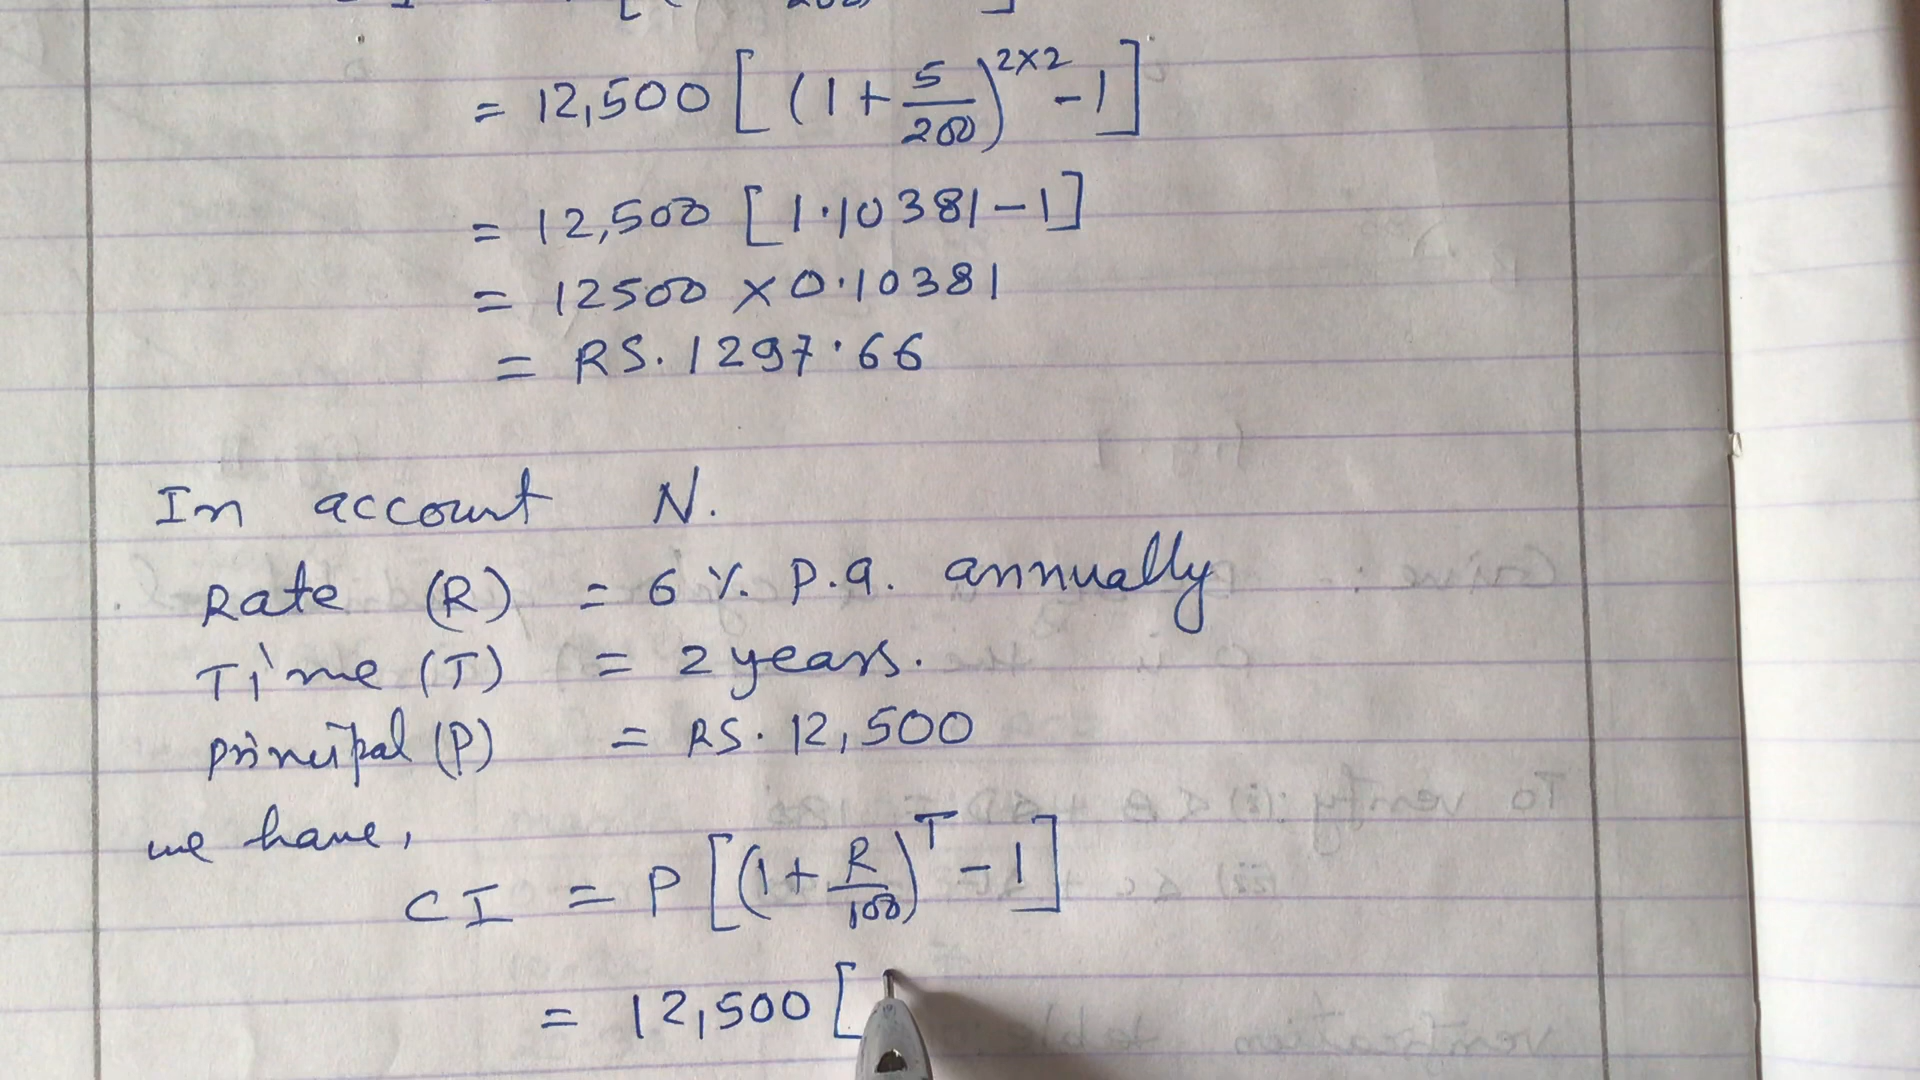 = 12,500 [ (1 + 5/200)^2×2 - 1 ]
= 12,500 [1.10381 - 1]
= 12500 × 0.10381
= RS. 1297.66
In account N.
Rate (R) = 6 % P.a. annually
Time (T) = 2 years.
Principal (P) = RS. 12,500
we have,
CI = P [ (1 + R/100)^T - 1 ]
= 12,500 [